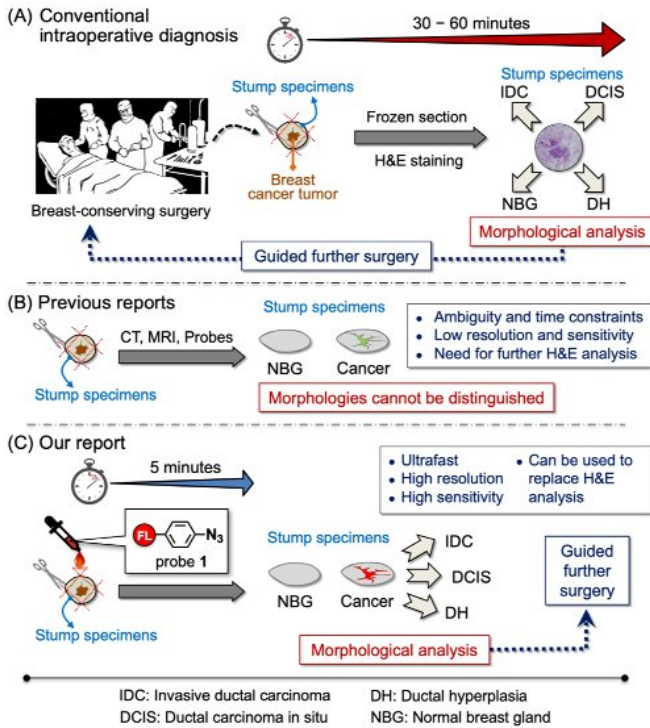 (A) Conventional
intraoperative diagnosis
30 – 60 minutes
Stump specimens
Breast
cancer tumor
Breast-conserving surgery
Frozen section
H&E staining
Stump specimens
IDC
DCIS
NBG
DH
Morphological analysis
Guided further surgery
(B) Previous reports
CT, MRI, Probes
Stump specimens
Stump specimens
NBG
Cancer
• Ambiguity and time constraints
• Low resolution and sensitivity
• Need for further H&E analysis
Morphologies cannot be distinguished
(C) Our report
5 minutes
• Ultrafast
• High resolution
• High sensitivity
• Can be used to
replace H&E
analysis
FL
N3
probe 1
Stump specimens
Stump specimens
NBG
Cancer
IDC
DCIS
DH
Guided
further
surgery
Morphological analysis
IDC: Invasive ductal carcinoma
DH: Ductal hyperplasia
DCIS: Ductal carcinoma in situ
NBG: Normal breast gland